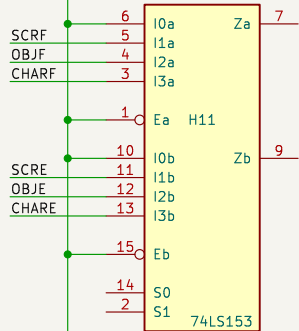 6 I0a Za 7
SCRF 5 I1a
OBJF 4 I2a
CHARF 3 I3a
1 Ea H11
10 I0b Zb 9
SCRE 11 I1b
OBJE 12 I2b
CHARE 13 I3b
15 Eb
14 S0
2 S1
74LS153